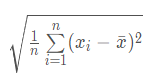 √(1/n ∑_{i=1}^{n} (x_i − x̄)²)